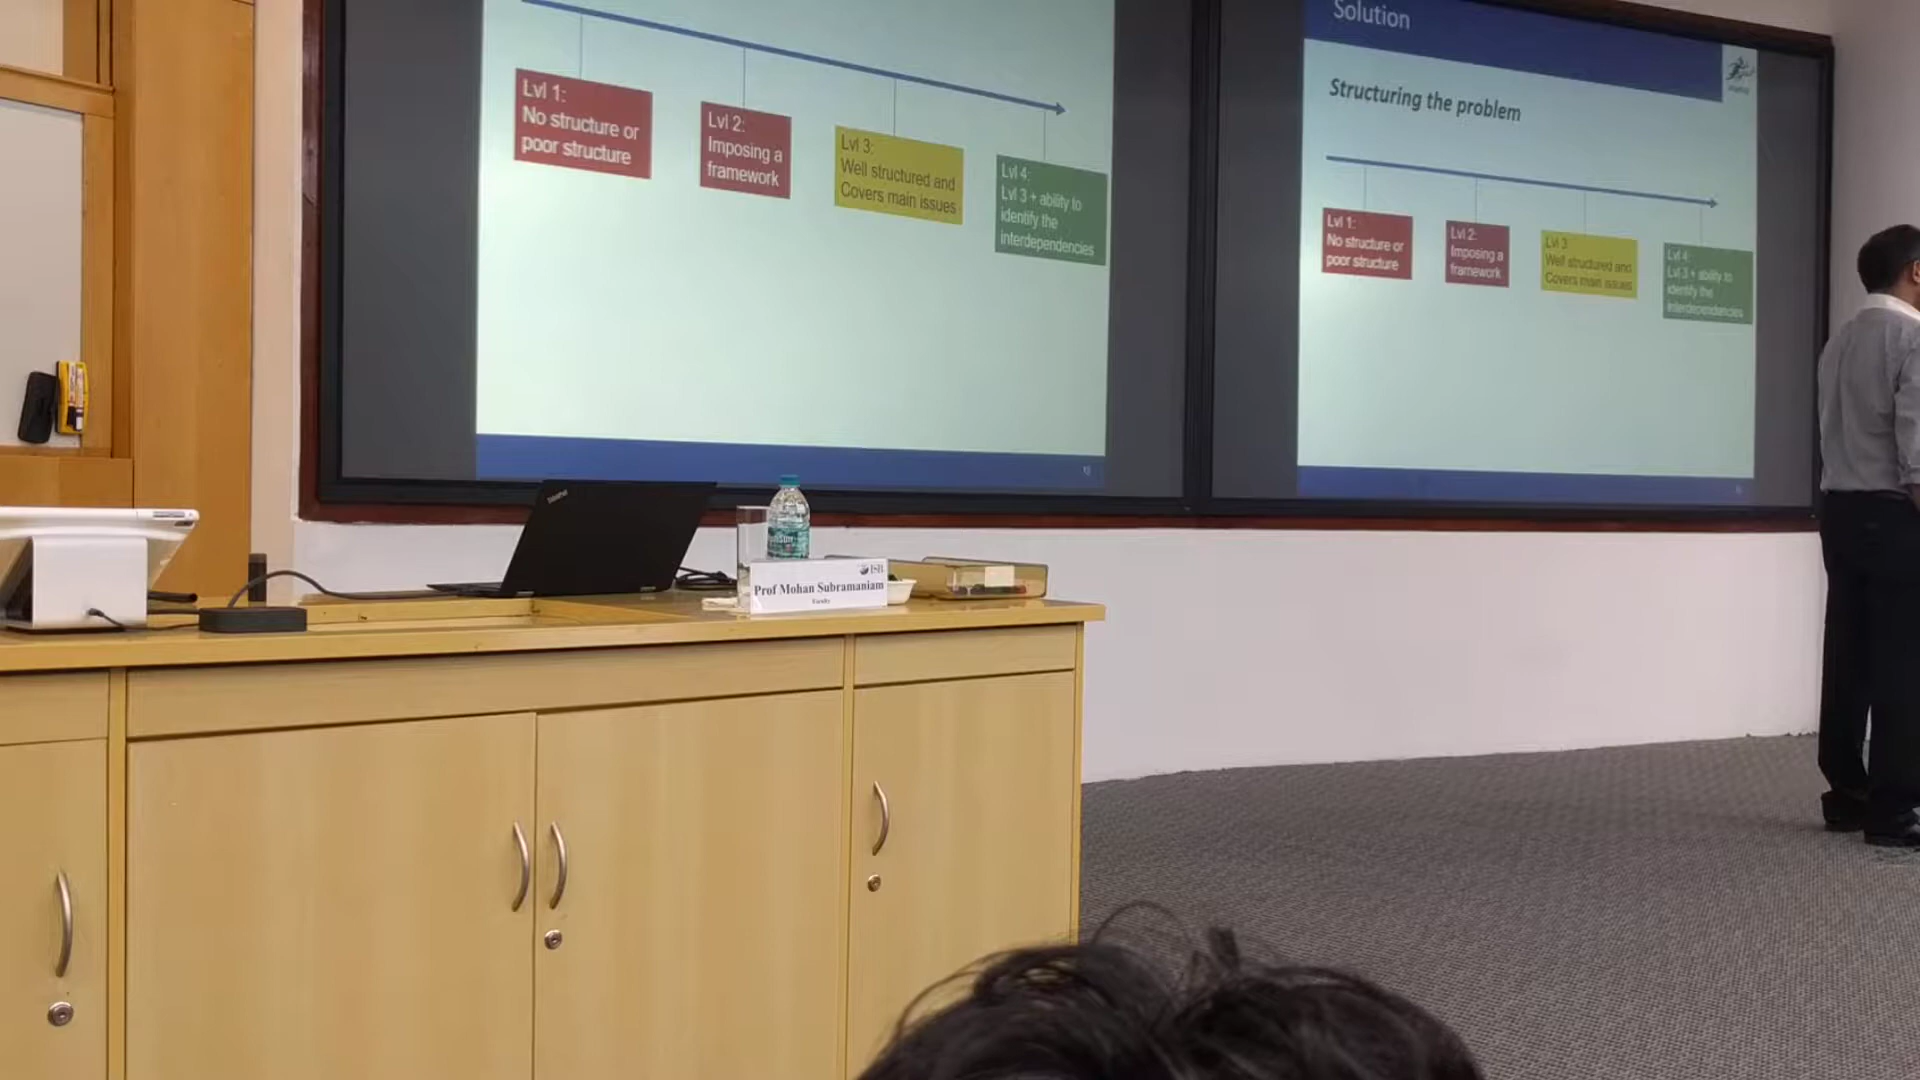 Lvl 1:
No structure or
poor structure
Lvl 2:
Imposing a
framework
Lvl 3:
Well structured and
Covers main issues
Lvl 4:
Lvl 3 + ability to
identify the
interdependencies
Solution
Structuring the problem
Lvl 1:
No structure or
poor structure
Lvl 2:
Imposing a
framework
Lvl 3
Well structured and
Covers main issues
Lvl 4:
Lvl 3 + ability to
identify the
interdependencies
ThinkPad
ISB
Prof Mohan Subramaniam
Faculty